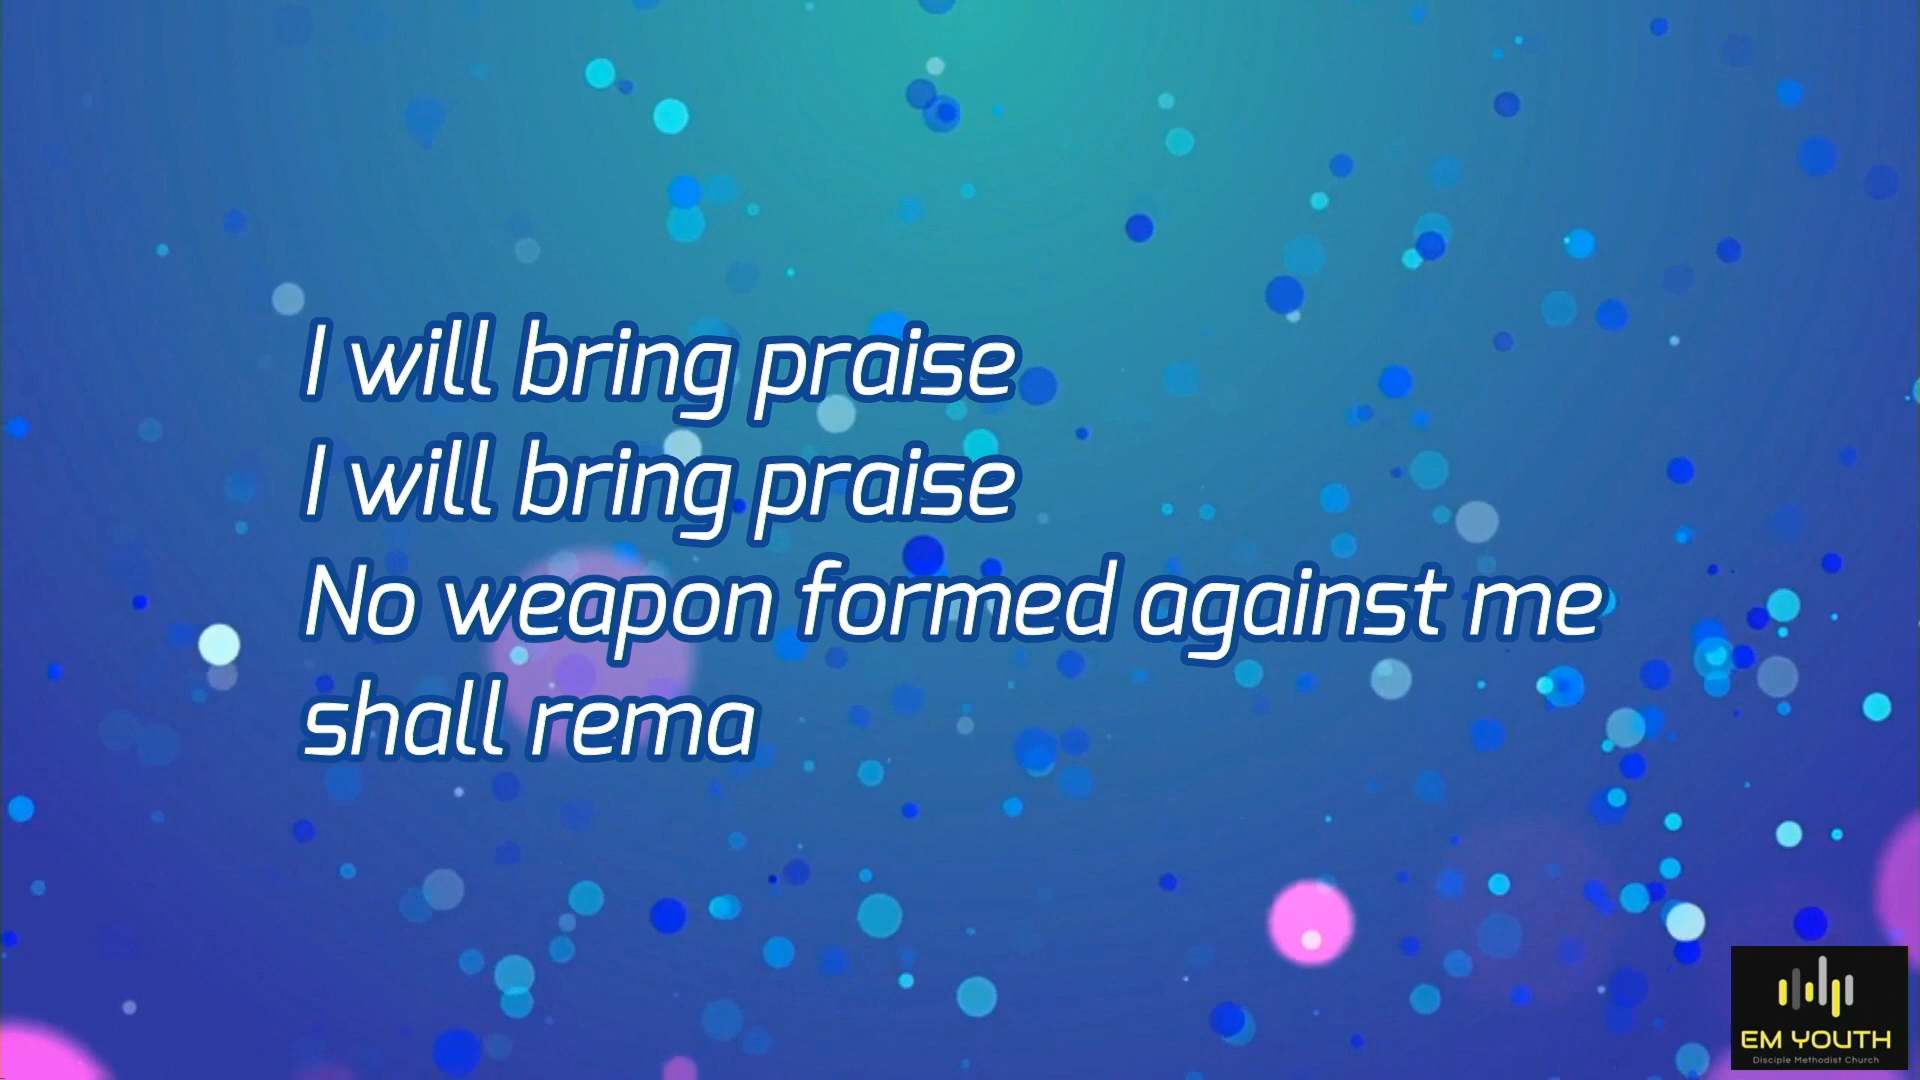 I will bring praise
I will bring praise
No weapon formed against me
shall rema
EM YOUTH
Disciple Methodist Church